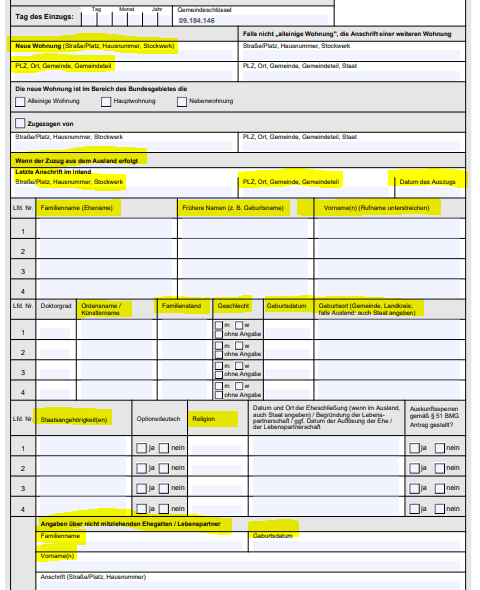 Tag des Einzugs:
Tag Monat Jahr
Gemeindeschlüssel
09.184.146
Neue Wohnung (Straße/Platz, Hausnummer, Stockwerk)
Falls nicht „alleinige Wohnung“, die Anschrift einer weiteren Wohnung
Straße/Platz, Hausnummer, Stockwerk
PLZ, Ort, Gemeinde, Gemeindeteil
PLZ, Ort, Gemeinde, Gemeindeteil, Staat
Die neue Wohnung ist im Bereich des Bundesgebietes die
Alleinige Wohnung Hauptwohnung Nebenwohnung
Zugezogen von
Straße/Platz, Hausnummer, Stockwerk
PLZ, Ort, Gemeinde, Gemeindeteil, Staat
Wenn der Zuzug aus dem Ausland erfolgt
Letzte Anschrift im Inland
Straße/Platz, Hausnummer, Stockwerk
PLZ, Ort, Gemeinde, Gemeindeteil
Datum des Auszugs
Lfd. Nr. Familienname (Ehename) Frühere Namen (z. B. Geburtsname) Vorname(n) (Rufname unterstreichen)
1
2
3
4
Lfd. Nr. Doktorgrad Ordensname / Familienstand Geschlecht Geburtsdatum Geburtsort (Gemeinde, Landkreis;
Künstlername falls Ausland: auch Staat angeben)
1 m w
ohne Angabe
2 m w
ohne Angabe
3 m w
ohne Angabe
4 m w
ohne Angabe
Lfd. Nr. Staatsangehörigkeit(en) Optionsdeutsch Religion
Datum und Ort der Eheschließung (wenn im Ausland,
auch Staat angeben) / Begründung der Lebens-
partnerschaft / ggf. Datum der Auflösung der Ehe /
der Lebenspartnerschaft
Auskunftssperren
gemäß § 51 BMG
Antrag gestellt?
1 ja nein ja nein
2 ja nein ja nein
3 ja nein ja nein
4 ja nein ja nein
Angaben über nicht mitziehenden Ehegatten / Lebenspartner
Familienname Geburtsdatum
Vorname(n)
Anschrift (Straße/Platz, Hausnummer)